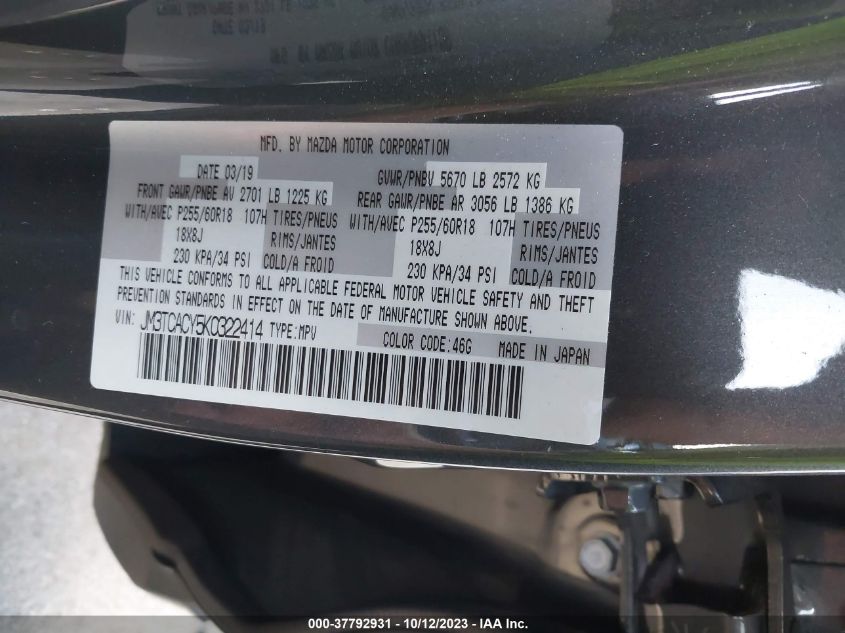 MFD. BY MAZDA MOTOR CORPORATION
DATE 03/19 GVWR/PNBV 5670 LB 2572 KG
FRONT GAWR/PNBE AV 2701 LB 1225 KG REAR GAWR/PNBE AR 3056 LB 1386 KG
WITH/AVEC P255/60R18 107H TIRES/PNEUS WITH/AVEC P255/60R18 107H TIRES/PNEUS
18X8J RIMS/JANTES 18X8J RIMS/JANTES
230 KPA/34 PSI COLD/A FROID 230 KPA/34 PSI COLD/A FROID
THIS VEHICLE CONFORMS TO ALL APPLICABLE FEDERAL MOTOR VEHICLE SAFETY AND THEFT
PREVENTION STANDARDS IN EFFECT ON THE DATE OF MANUFACTURE SHOWN ABOVE.
VIN: JM3TCACY5K0322414 TYPE:MPV
COLOR CODE:46G MADE IN JAPAN
000-37792931 - 10/12/2023 - IAAI Inc.